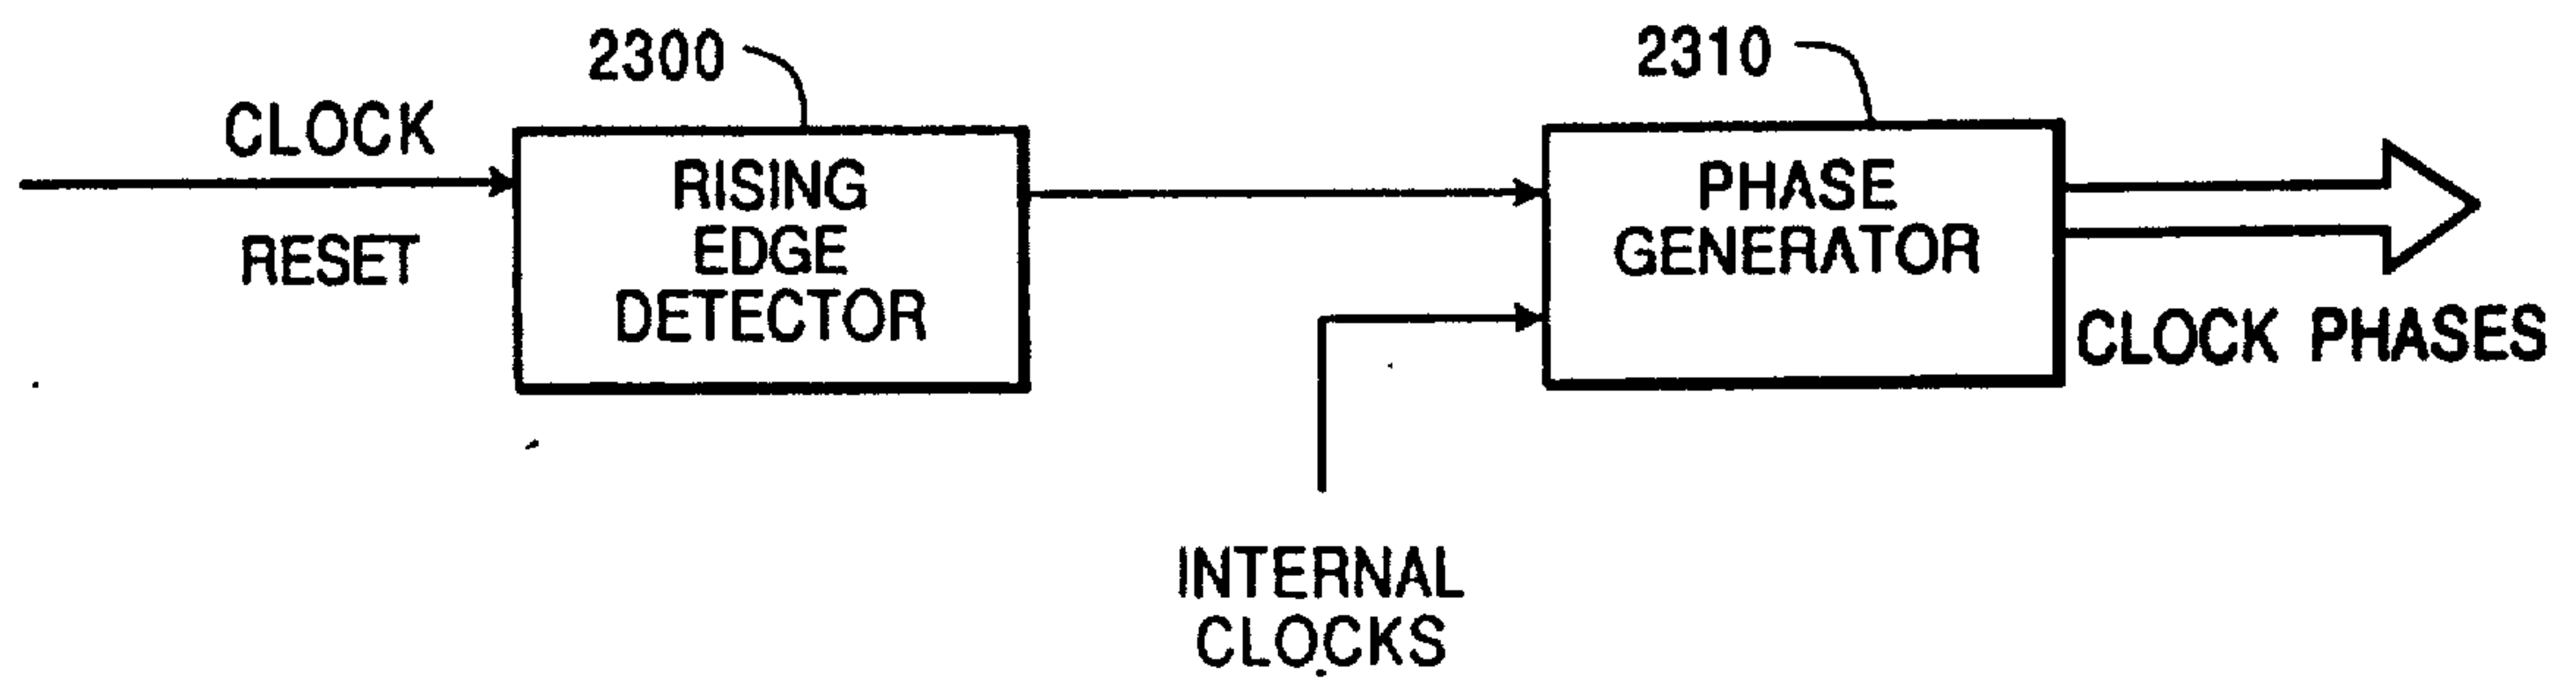 2300
2310
CLOCK
RESET
RISING
EDGE
DETECTOR
PHASE
GENERATOR
CLOCK PHASES
INTERNAL
CLOCKS